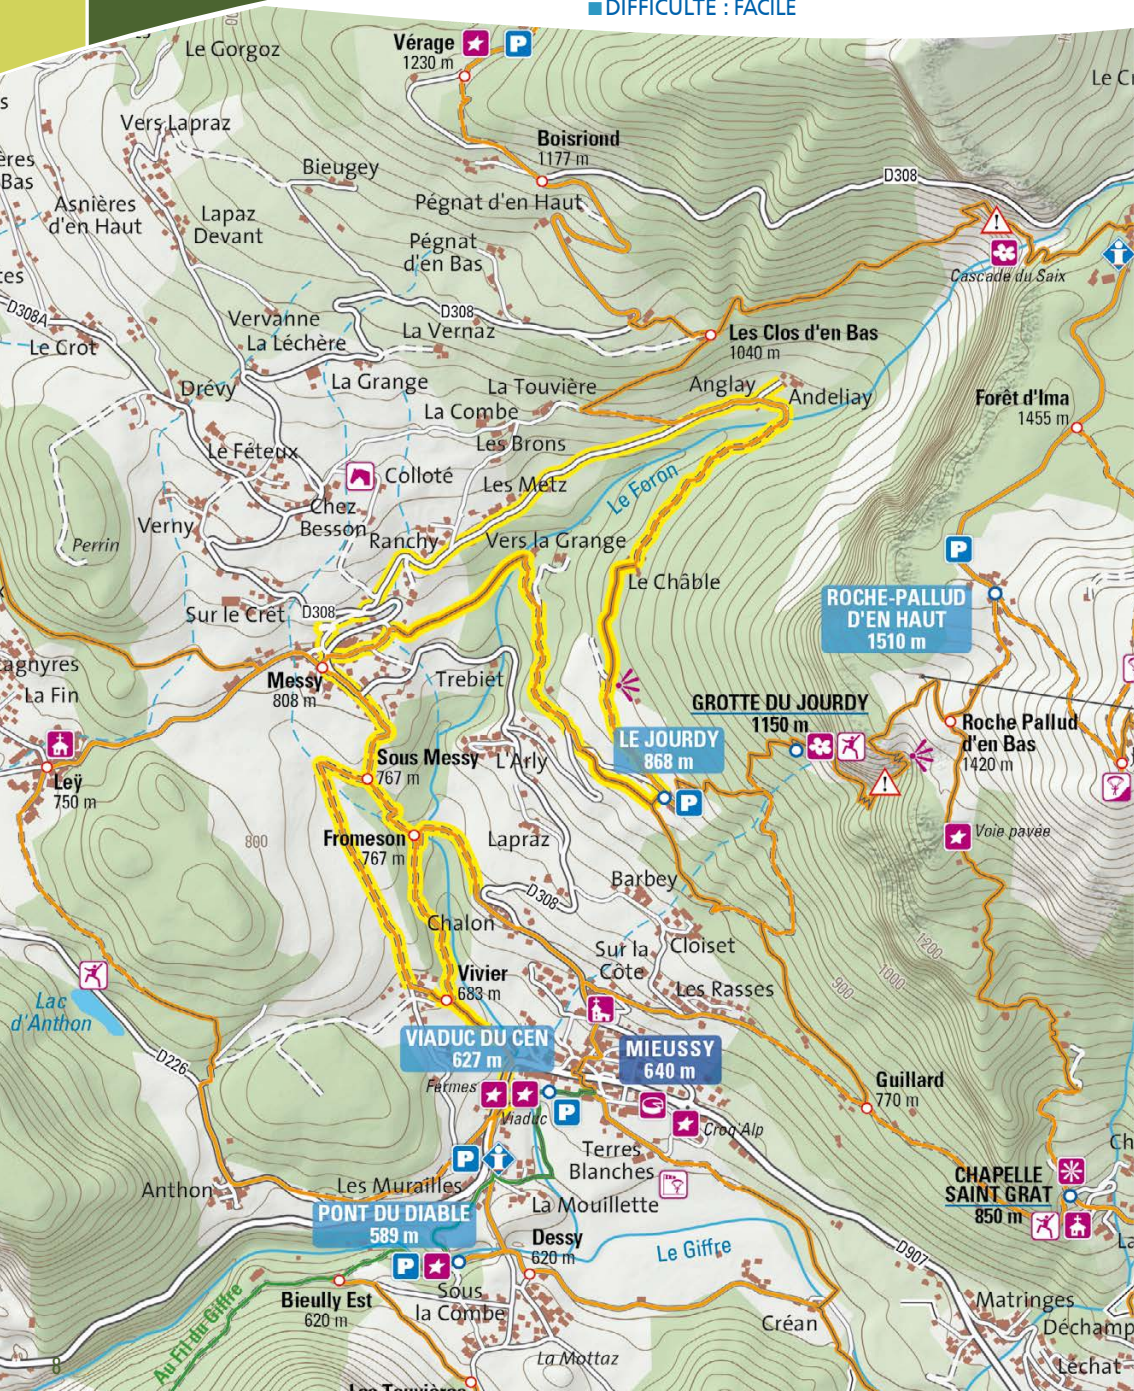 DIFFICULTÉ : FACILE
Le Gorgoz
Vérage
1230 m
P
Vers Lapraz
Boisriond
1177 m
Bieugey
D308
Asnières
d'en Haut
Lapaz
Devant
Pégnat d'en Haut
Pégnat
d'en Bas
Cascade du Saix
D308A
Le Crot
Vervanne
La Léchère
D308
La Vernaz
Les Clos d'en Bas
1040 m
Drévy
La Grange
La Touvière
Anglay
Andeliay
La Combe
Forêt d'Ima
1455 m
Le Féteux
Les Brons
Colloté
Les Metz
Le Foron
Chez
Besson
Verny
Perrin
Ranchy
Vers la Grange
P
Le Châble
Sur le Crêt
D308
ROCHE-PALLUD
D'EN HAUT
1510 m
agnyres
La Fin
Messy
808 m
Trebiet
GROTTE DU JOURDY
1150 m
Roche Pallud
d'en Bas
1420 m
LE JOURDY
868 m
P
Sous Messy
767 m
L'Arly
Leÿ
750 m
800
Fromeson
767 m
Lapraz
Voie pavée
Barbey
D308
Chalon
Sur la
Côte
Cloiset
1200
1000
900
Vivier
683 m
Les Rasses
Lac
d'Anthon
D226
VIADUC DU CEN
627 m
MIEUSSY
640 m
Fermes
Viaduc
P
Croq'Alp
Guillard
770 m
P
Terres
Blanches
Anthon
Les Murailles
La Mouillette
CHAPELLE
SAINT GRAT
850 m
PONT DU DIABLE
589 m
Dessy
620 m
Le Giffre
D907
P
Sous
la Combe
Bieully Est
620 m
Au Fil du Giffre
Créan
Matringes
Déchamp
La Mottaz
Léchat
8